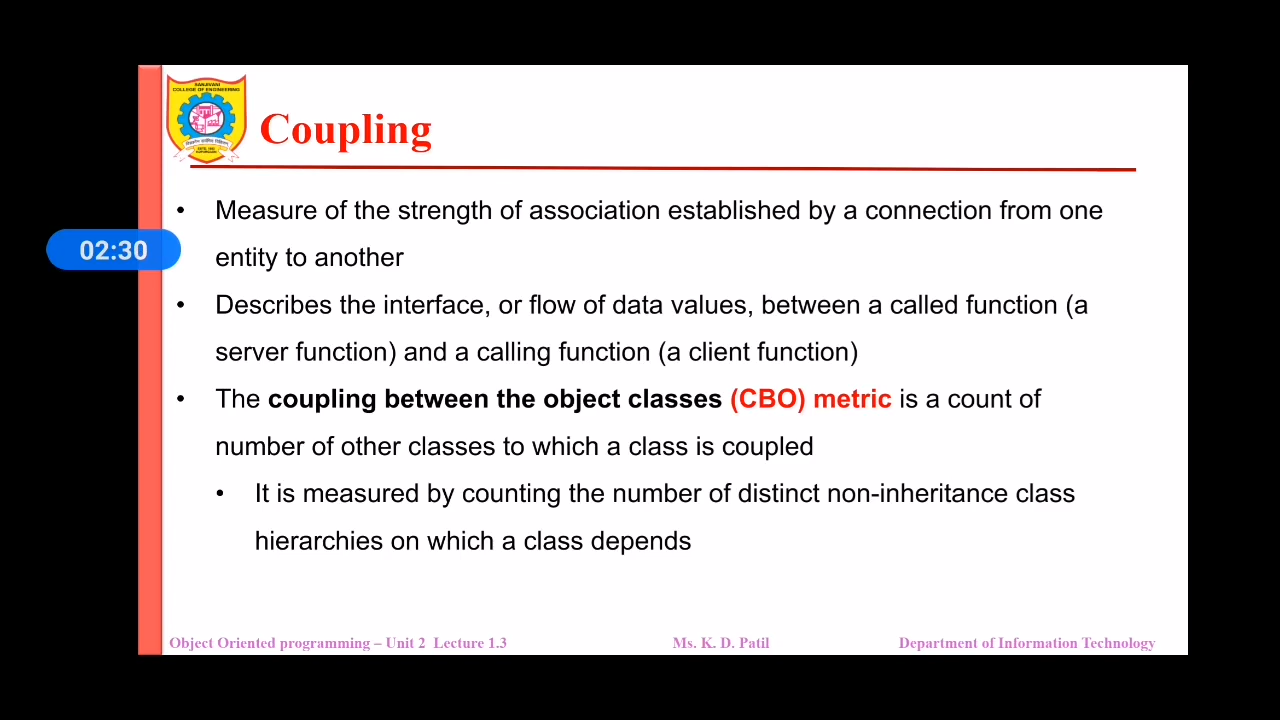 SANJIVANI
COLLEGE OF ENGINEERING
Coupling
• Measure of the strength of association established by a connection from one
entity to another
02:30
• Describes the interface, or flow of data values, between a called function (a
server function) and a calling function (a client function)
• The coupling between the object classes (CBO) metric is a count of
number of other classes to which a class is coupled
• It is measured by counting the number of distinct non-inheritance class
hierarchies on which a class depends
Object Oriented programming – Unit 2 Lecture 1.3
Ms. K. D. Patil
Department of Information Technology